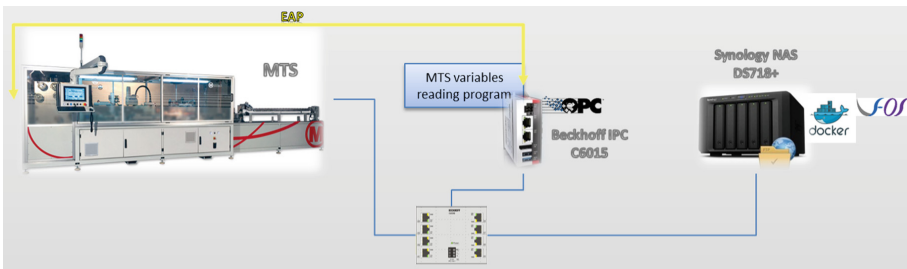 EAP
MTS
MTS variables
reading program
OPC
Beckhoff IPC
C6015
Synology NAS
DS718+
docker